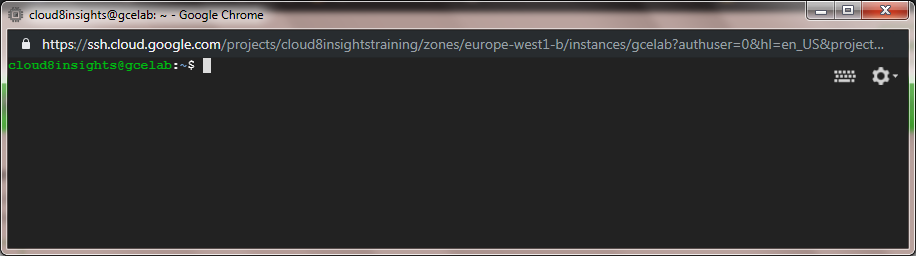 cloud8insights@gcelab: ~ - Google Chrome
https://ssh.cloud.google.com/projects/cloud8insightstraining/zones/europe-west1-b/instances/gcelab?authuser=0&hl=en_US&project...
cloud8insights@gcelab:~$